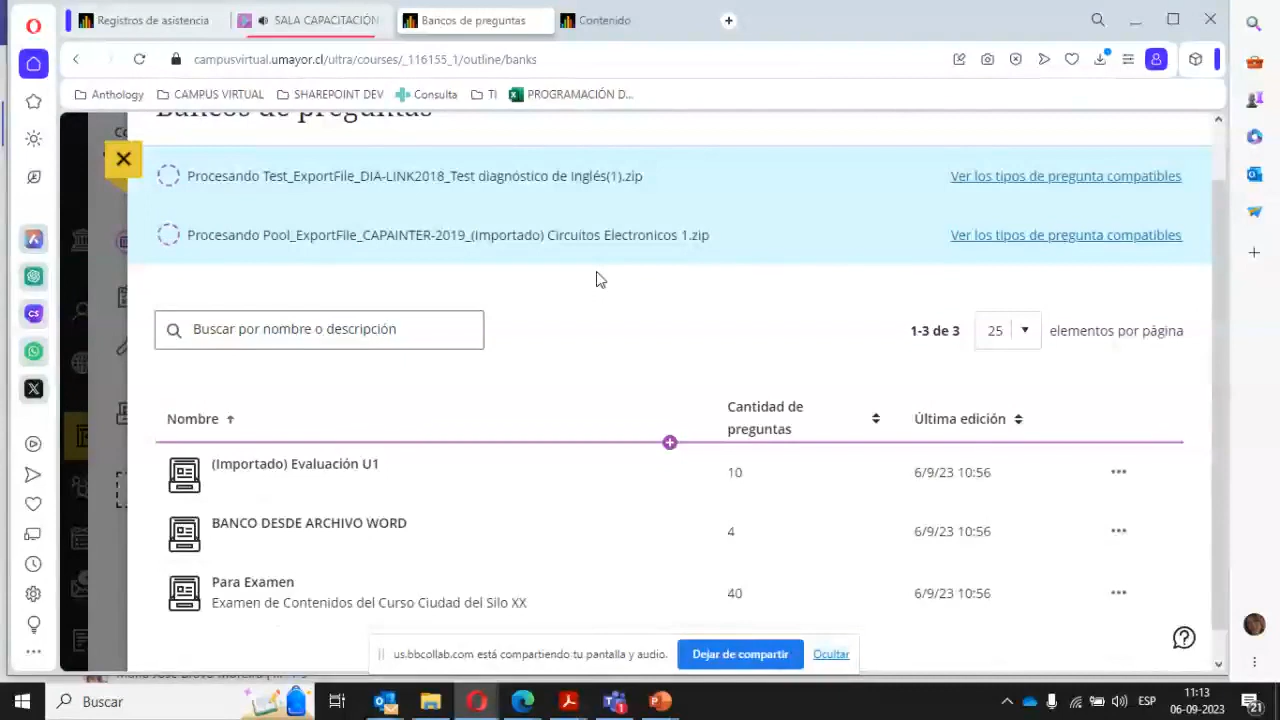 Registros de asistencia
SALA CAPACITACIÓN
Bancos de preguntas
Contenido
campusvirtual.umayor.cl/ultra/courses/_116155_1/outline/banks
Anthology
CAMPUS VIRTUAL
SHAREPOINT DEV
Consulta
TI
PROGRAMACIÓN D...
Bancos de preguntas
Procesando Test_ExportFile_DIA-LINK2018_Test diagnóstico de Inglés(1).zip
Ver los tipos de pregunta compatibles
Procesando Pool_ExportFile_CAPAINTER-2019_(Importado) Circuitos Electronicos 1.zip
Ver los tipos de pregunta compatibles
Buscar por nombre o descripción
1-3 de 3
25
elementos por página
Nombre
Cantidad de
preguntas
Última edición
(Importado) Evaluación U1
10
6/9/23 10:56
BANCO DESDE ARCHIVO WORD
4
6/9/23 10:56
Para Examen
Examen de Contenidos del Curso Ciudad del Silo XX
40
6/9/23 10:56
us.bbcollab.com está compartiendo tu pantalla y audio.
Dejar de compartir
Ocultar
Buscar
ESP
11:13
06-09-2023
21